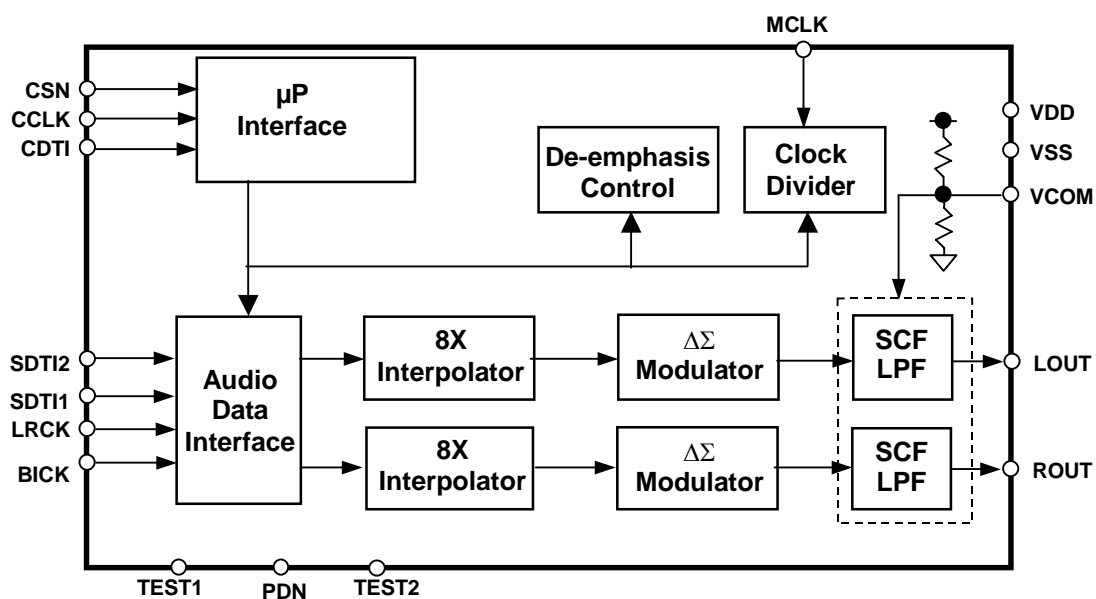 MCLK
CSN
CCLK
CDTI
µP
Interface
De-emphasis
Control
Clock
Divider
VDD
VSS
VCOM
SDTI2
SDTI1
LRCK
BICK
Audio
Data
Interface
8X
Interpolator
ΔΣ
Modulator
SCF
LPF
LOUT
8X
Interpolator
ΔΣ
Modulator
SCF
LPF
ROUT
TEST1
PDN
TEST2